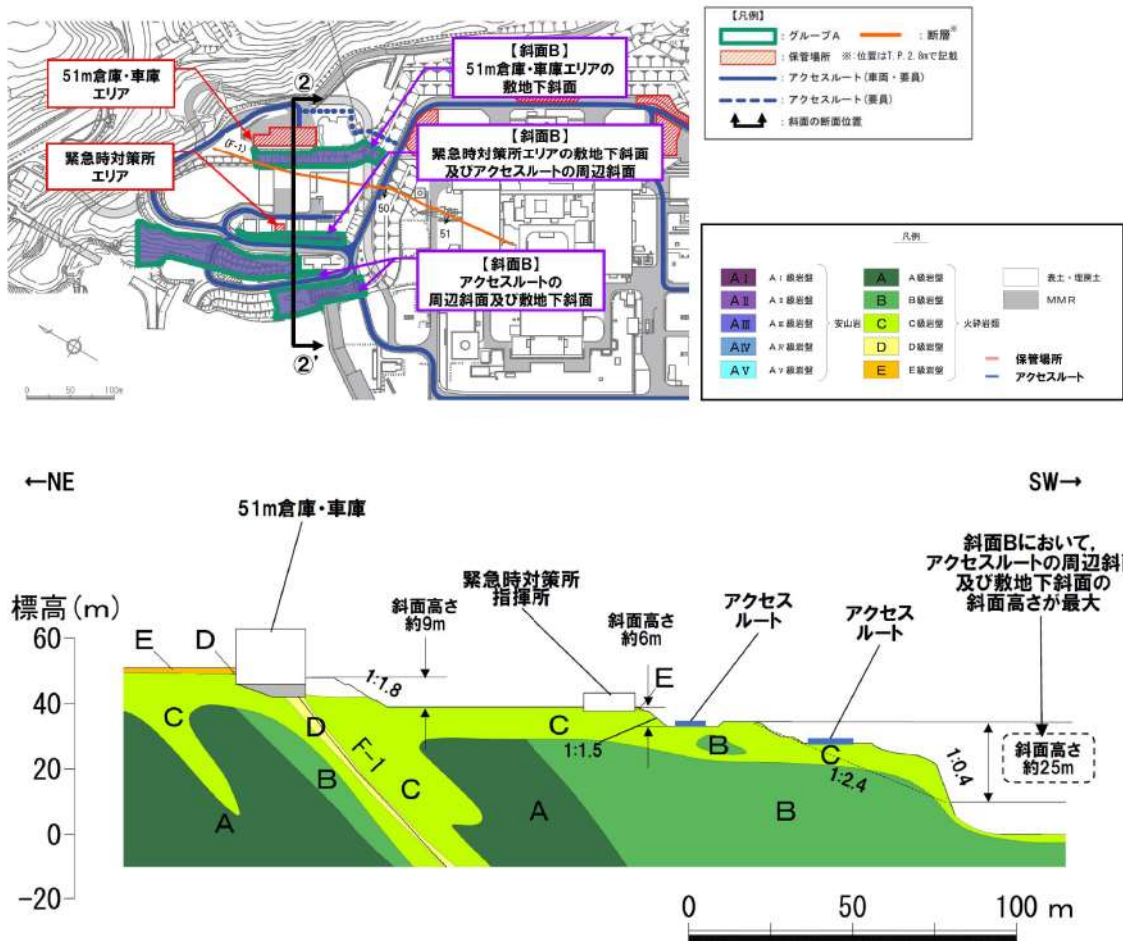 51m倉庫・車庫
エリア
緊急時対策所
エリア
②
②'
(F-1)
【斜面B】
51m倉庫・車庫エリアの
敷地下斜面
【斜面B】
緊急時対策所エリアの敷地下斜面
及びアクセスルートの周辺斜面
【斜面B】
アクセスルートの
周辺斜面及び敷地下斜面
50
51
0 50 100m
【凡例】
：グループA
：断層※
：保管場所 ※:位置はT.P.2.8mで記載
：アクセスルート(車両・要員)
：アクセスルート(要員)
：斜面の断面位置
凡例
AⅠ AⅠ級岩盤
AⅡ AⅡ級岩盤
AⅢ AⅢ級岩盤
AⅣ AⅣ級岩盤
AⅤ AⅤ級岩盤
安山岩
A A級岩盤
B B級岩盤
C C級岩盤
D D級岩盤
E E級岩盤
火砕岩類
表土・埋戻土
MMR
保管場所
アクセスルート
←NE
SW→
51m倉庫・車庫
緊急時対策所
指揮所
斜面高さ
約9m
斜面高さ
約6m
アクセス
ルート
アクセス
ルート
斜面Bにおいて，
アクセスルートの周辺斜
及び敷地下斜面の
斜面高さが最大
斜面高さ
約25m
標高(m)
60
40
20
0
-20
E
D
C
A
B
D
F-1
C
1:1.8
A
C
E
1:1.5
B
B
C
1:2.4
1:0.4
0 50 100 m